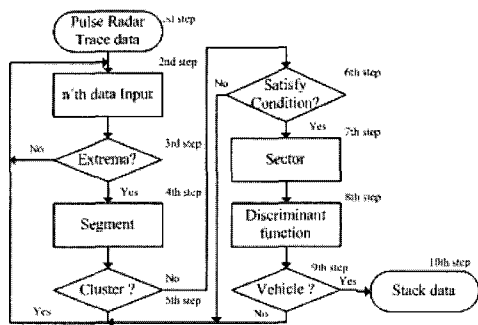 Pulse Radar
Trace data
1st step
2nd step
n'th data Input
3rd step
No
Extrema?
Yes
4th step
Segment
Cluster ?
No
5th step
Yes
6th step
No
Satisfy
Condition?
Yes
7th step
Sector
8th step
Discriminant
function
9th step
Vehicle ?
Yes
No
10th step
Stack data